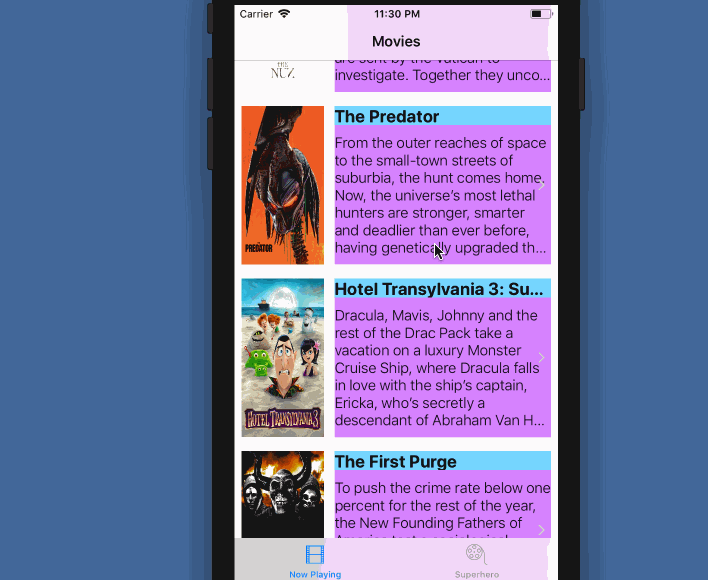 Carrier 11:30 PM
Movies
THE
NUN
are sent by the Vatican to
investigate. Together they unco...
The Predator
From the outer reaches of space
to the small-town streets of
suburbia, the hunt comes home.
Now, the universe's most lethal
hunters are stronger, smarter
and deadlier than ever before,
having genetically upgraded th...
PREDATOR
Hotel Transylvania 3: Su...
Dracula, Mavis, Johnny and the
rest of the Drac Pack take a
vacation on a luxury Monster
Cruise Ship, where Dracula falls
in love with the ship's captain,
Ericka, who's secretly a
descendant of Abraham Van H...
HOTEL TRANSYLVANIA 3
The First Purge
To push the crime rate below one
percent for the rest of the year,
the New Founding Fathers of
America test a sociological
Now Playing
Superhero